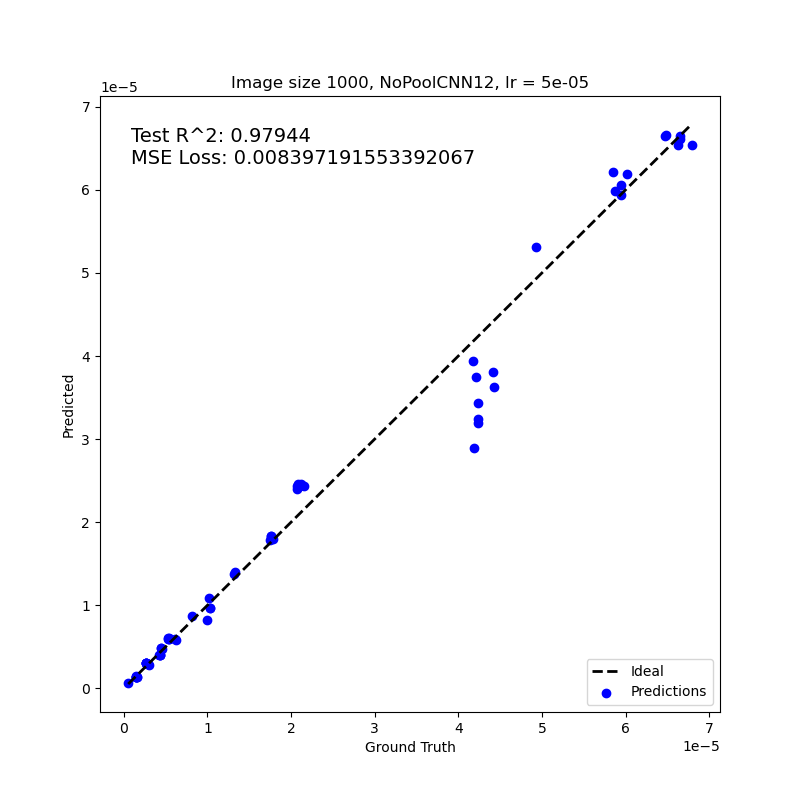 Image size 1000, NoPoolCNN12, lr = 5e-05
1e−5
7
Test R^2: 0.97944
MSE Loss: 0.008397191553392067
6
5
4
Predicted
3
2
1
0
Ideal
Predictions
0 1 2 3 4 5 6 7
Ground Truth
1e−5